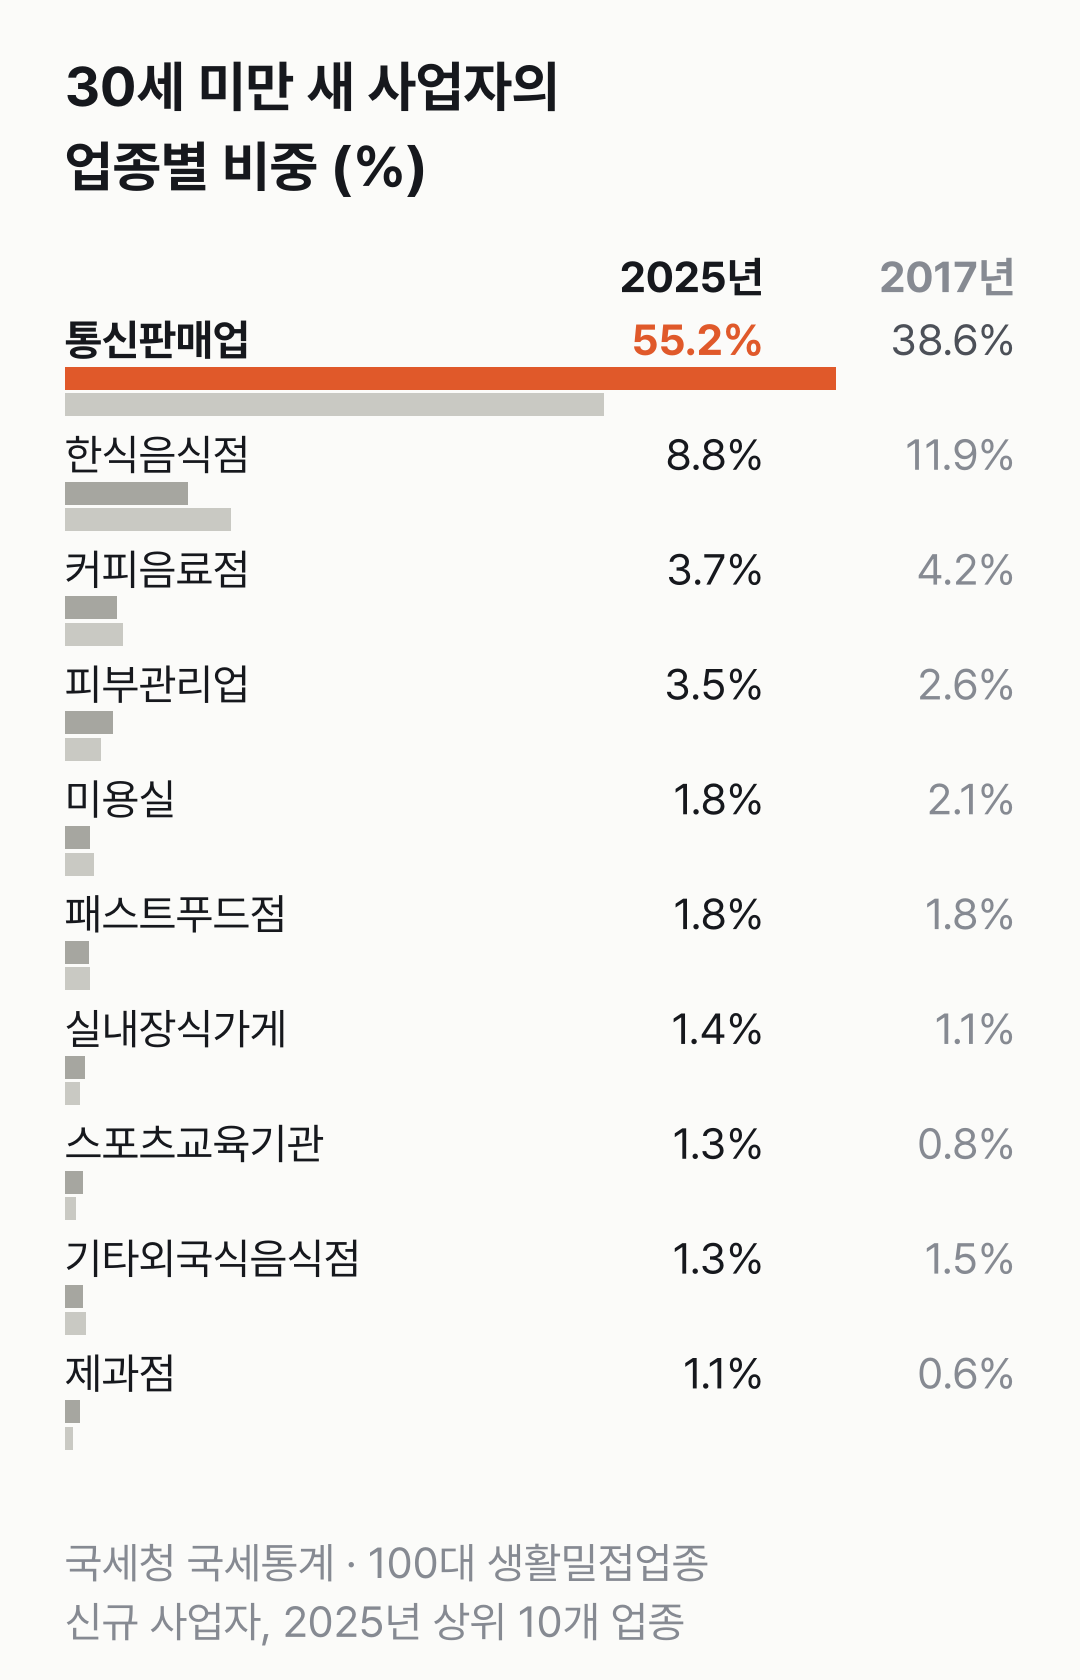 30세 미만 새 사업자의
업종별 비중 (%)
2025년 2017년
통신판매업 55.2% 38.6%
한식음식점 8.8% 11.9%
커피음료점 3.7% 4.2%
피부관리업 3.5% 2.6%
미용실 1.8% 2.1%
패스트푸드점 1.8% 1.8%
실내장식가게 1.4% 1.1%
스포츠교육기관 1.3% 0.8%
기타외국식음식점 1.3% 1.5%
제과점 1.1% 0.6%
국세청 국세통계 · 100대 생활밀접업종
신규 사업자, 2025년 상위 10개 업종